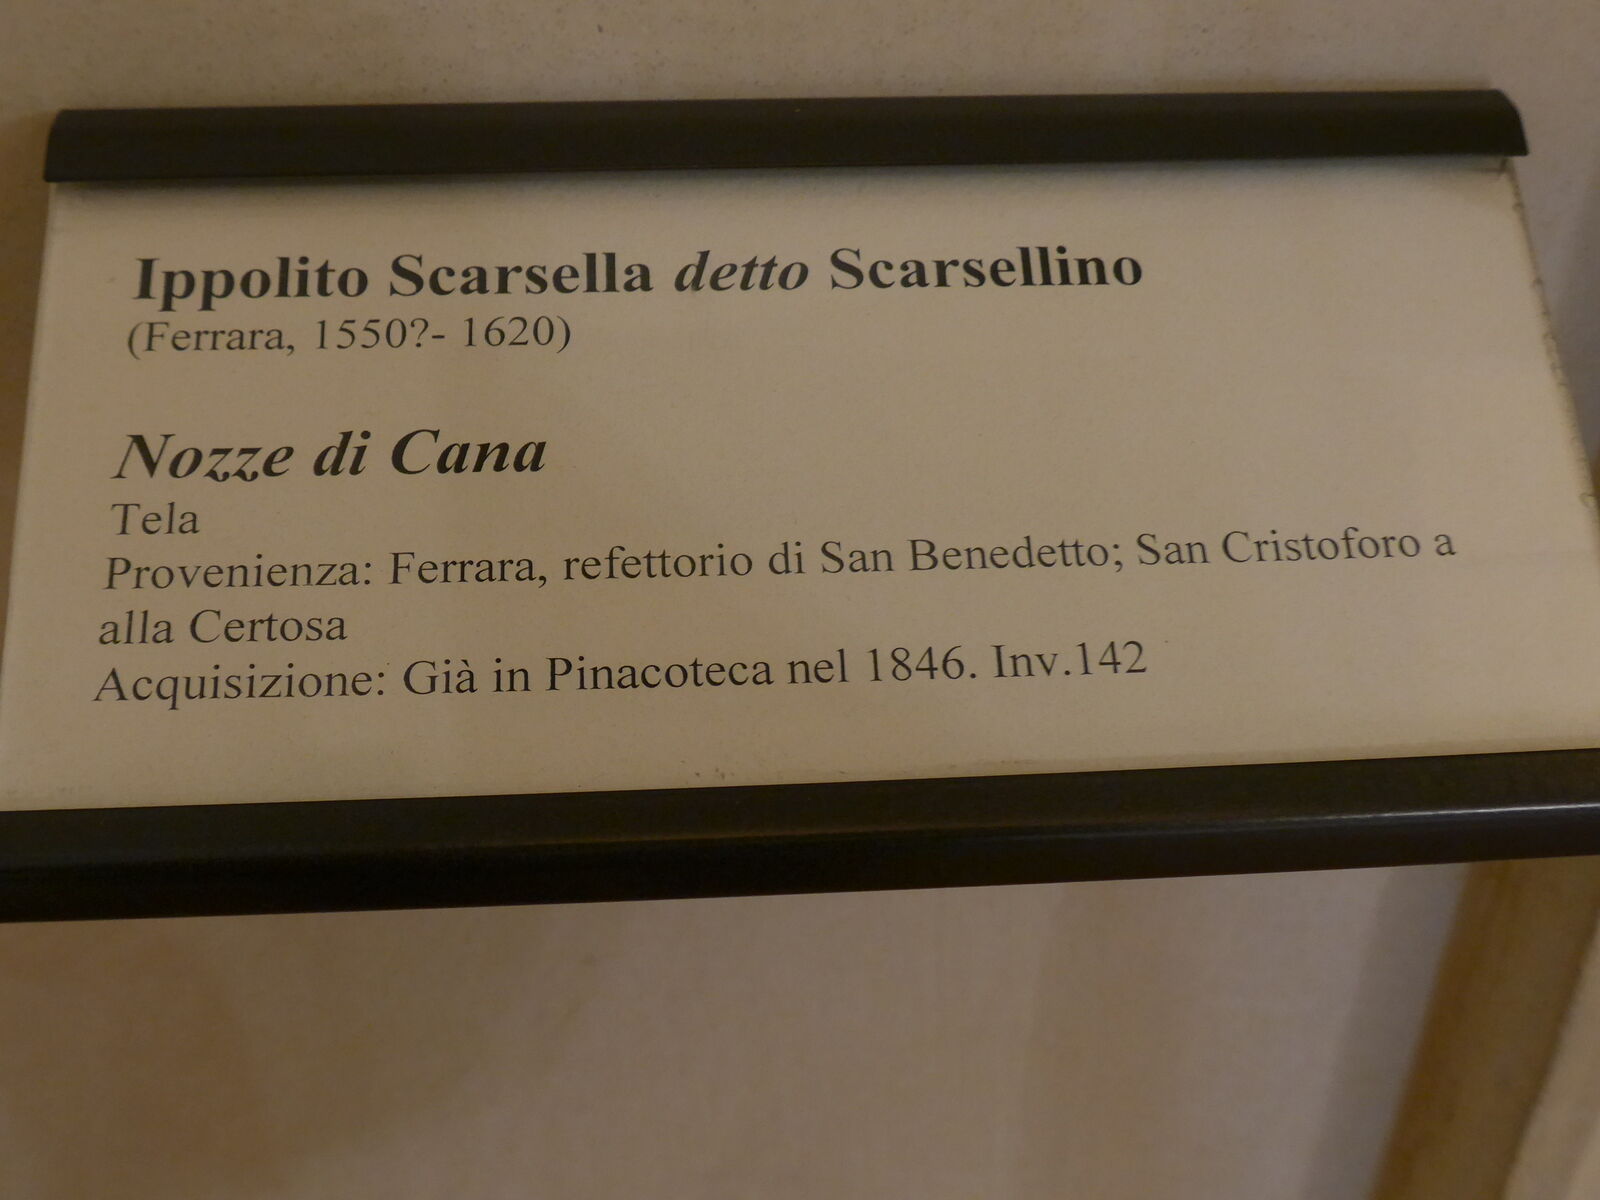 Ippolito Scarsella detto Scarsellino
(Ferrara, 1550?- 1620)
Nozze di Cana
Tela
Provenienza: Ferrara, refettorio di San Benedetto; San Cristoforo a
alla Certosa
Acquisizione: Già in Pinacoteca nel 1846. Inv.142